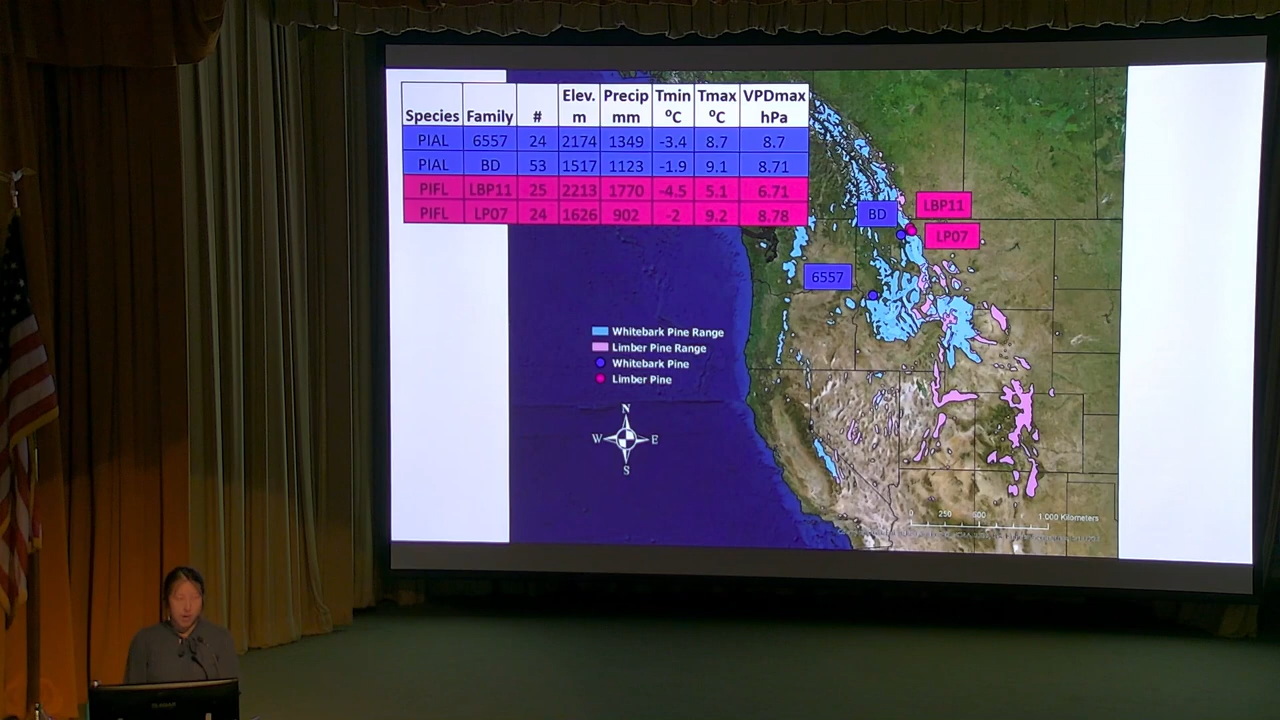 Species Family # Elev. m Precip mm Tmin ºC Tmax ºC VPDmax hPa
PIAL 6557 24 2174 1349 -3.4 8.7 8.7
PIAL BD 53 1517 1123 -1.9 9.1 8.71
PIFL LBP11 25 2213 1770 -4.5 5.1 6.71
PIFL LP07 24 1626 902 -2 9.2 8.78
LBP11
BD
LP07
6557
Whitebark Pine Range
Limber Pine Range
Whitebark Pine
Limber Pine
N
W E
S
0 250 500 1,000 Kilometers